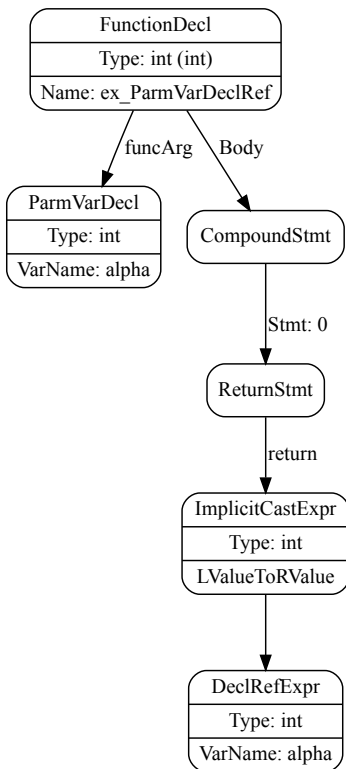 FunctionDecl
Type: int (int)
Name: ex_ParmVarDeclRef
funcArg
Body
ParmVarDecl
Type: int
VarName: alpha
CompoundStmt
Stmt: 0
ReturnStmt
return
ImplicitCastExpr
Type: int
LValueToRValue
DeclRefExpr
Type: int
VarName: alpha